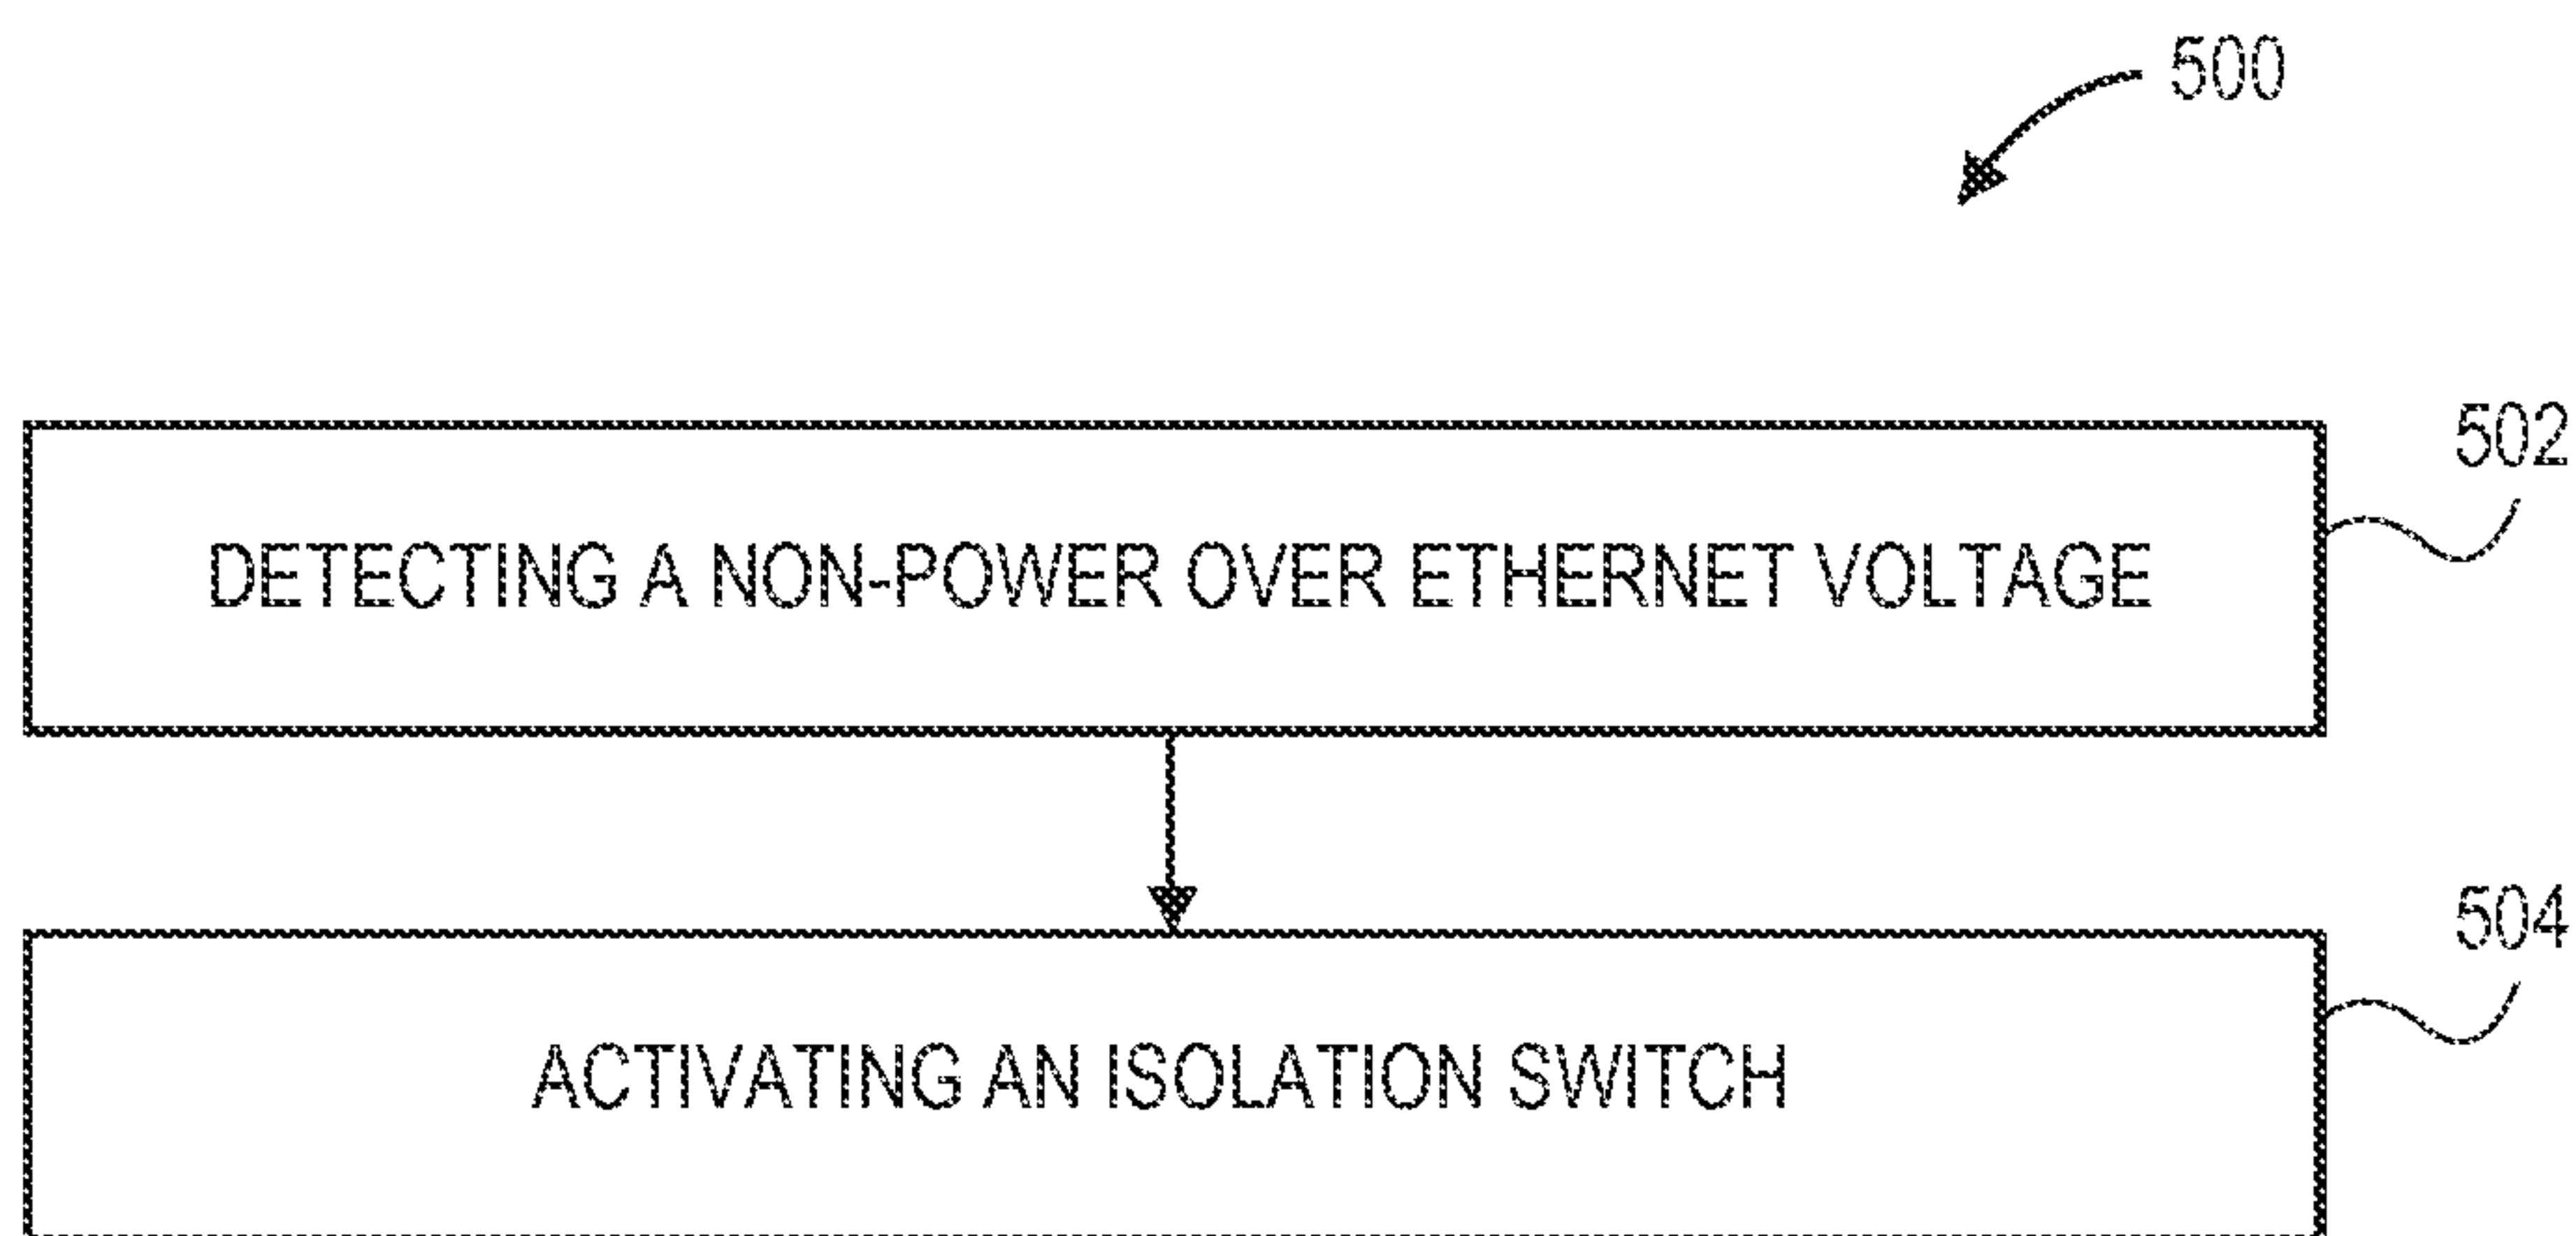 500
502
DETECTING A NON-POWER OVER ETHERNET VOLTAGE
504
ACTIVATING AN ISOLATION SWITCH